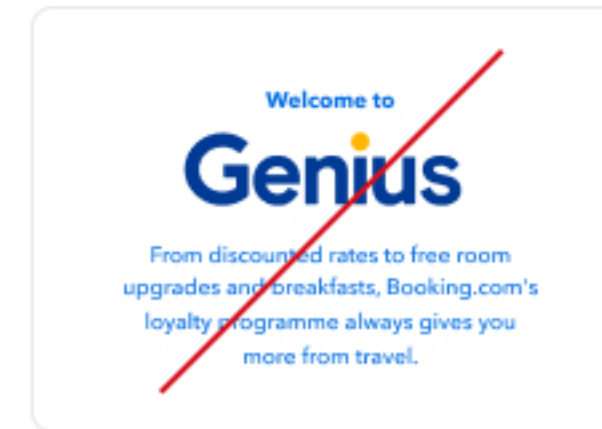 Welcome to
Genius
From discounted rates to free room
upgrades and breakfasts, Booking.com's
loyalty programme always gives you
more from travel.